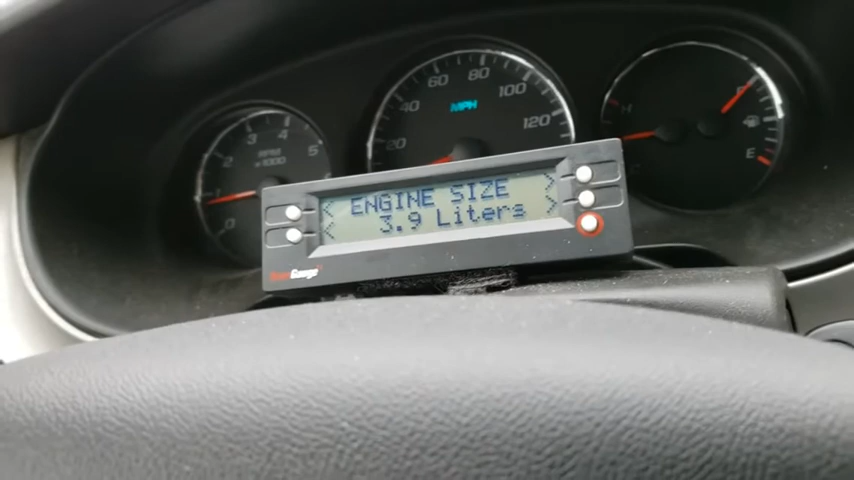 60 80
40 100
MPH
20 120
3 4
2 5
RPM
x1000
1
0
H
E
< ENGINE SIZE >
< 3.9 Liters >
ScanGauge